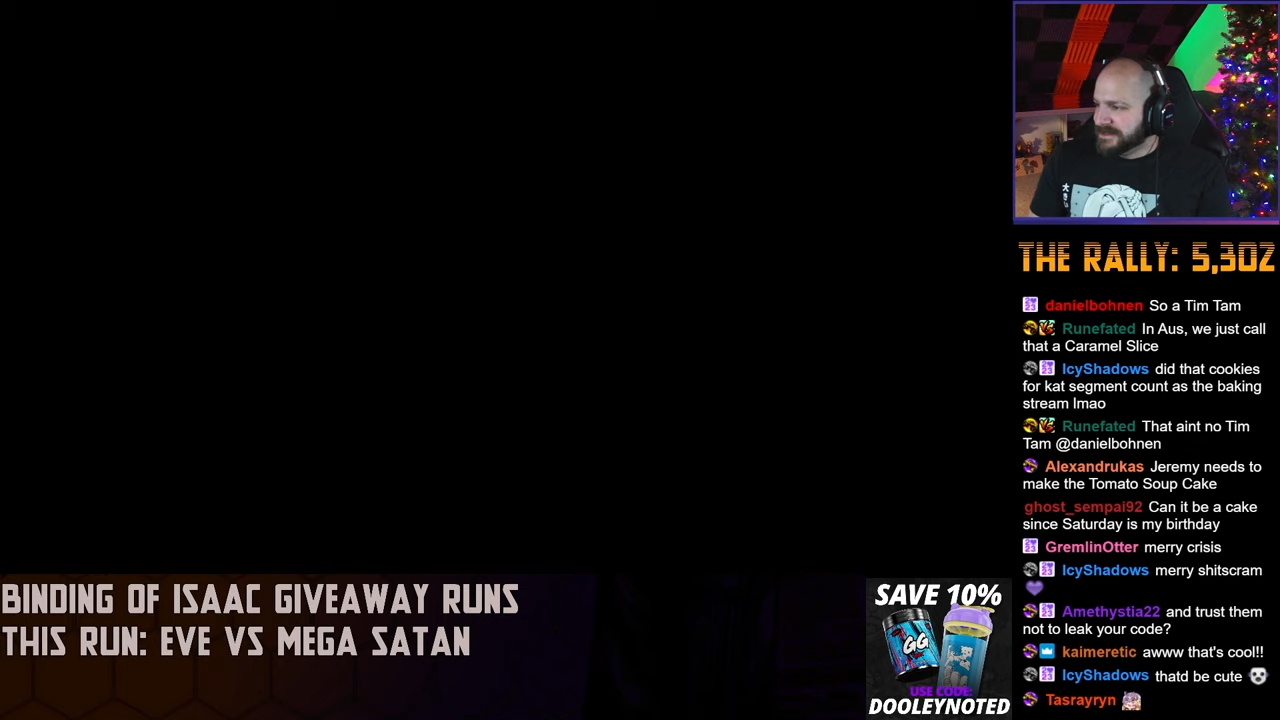 THE RALLY: 5,302
danielbohnen So a Tim Tam
Runefated In Aus, we just call
that a Caramel Slice
IcyShadows did that cookies
for kat segment count as the baking
stream lmao
Runefated That aint no Tim
Tam @danielbohnen
Alexandrukas Jeremy needs to
make the Tomato Soup Cake
ghost_sempai92 Can it be a cake
since Saturday is my birthday
GremlinOtter merry crisis
IcyShadows merry shitscram
Amethystia22 and trust them
not to leak your code?
kaimeretic awww that's cool!!
IcyShadows thatd be cute
Tasrayryn
BINDING OF ISAAC GIVEAWAY RUNS
THIS RUN: EVE VS MEGA SATAN
SAVE 10%
GG
USE CODE:
DOOLEYNOTED